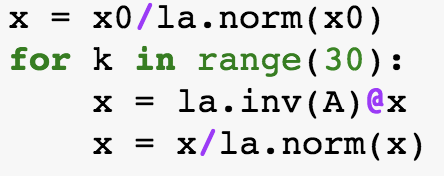 x = x0/la.norm(x0)
for k in range(30):
    x = la.inv(A)@x
    x = x/la.norm(x)